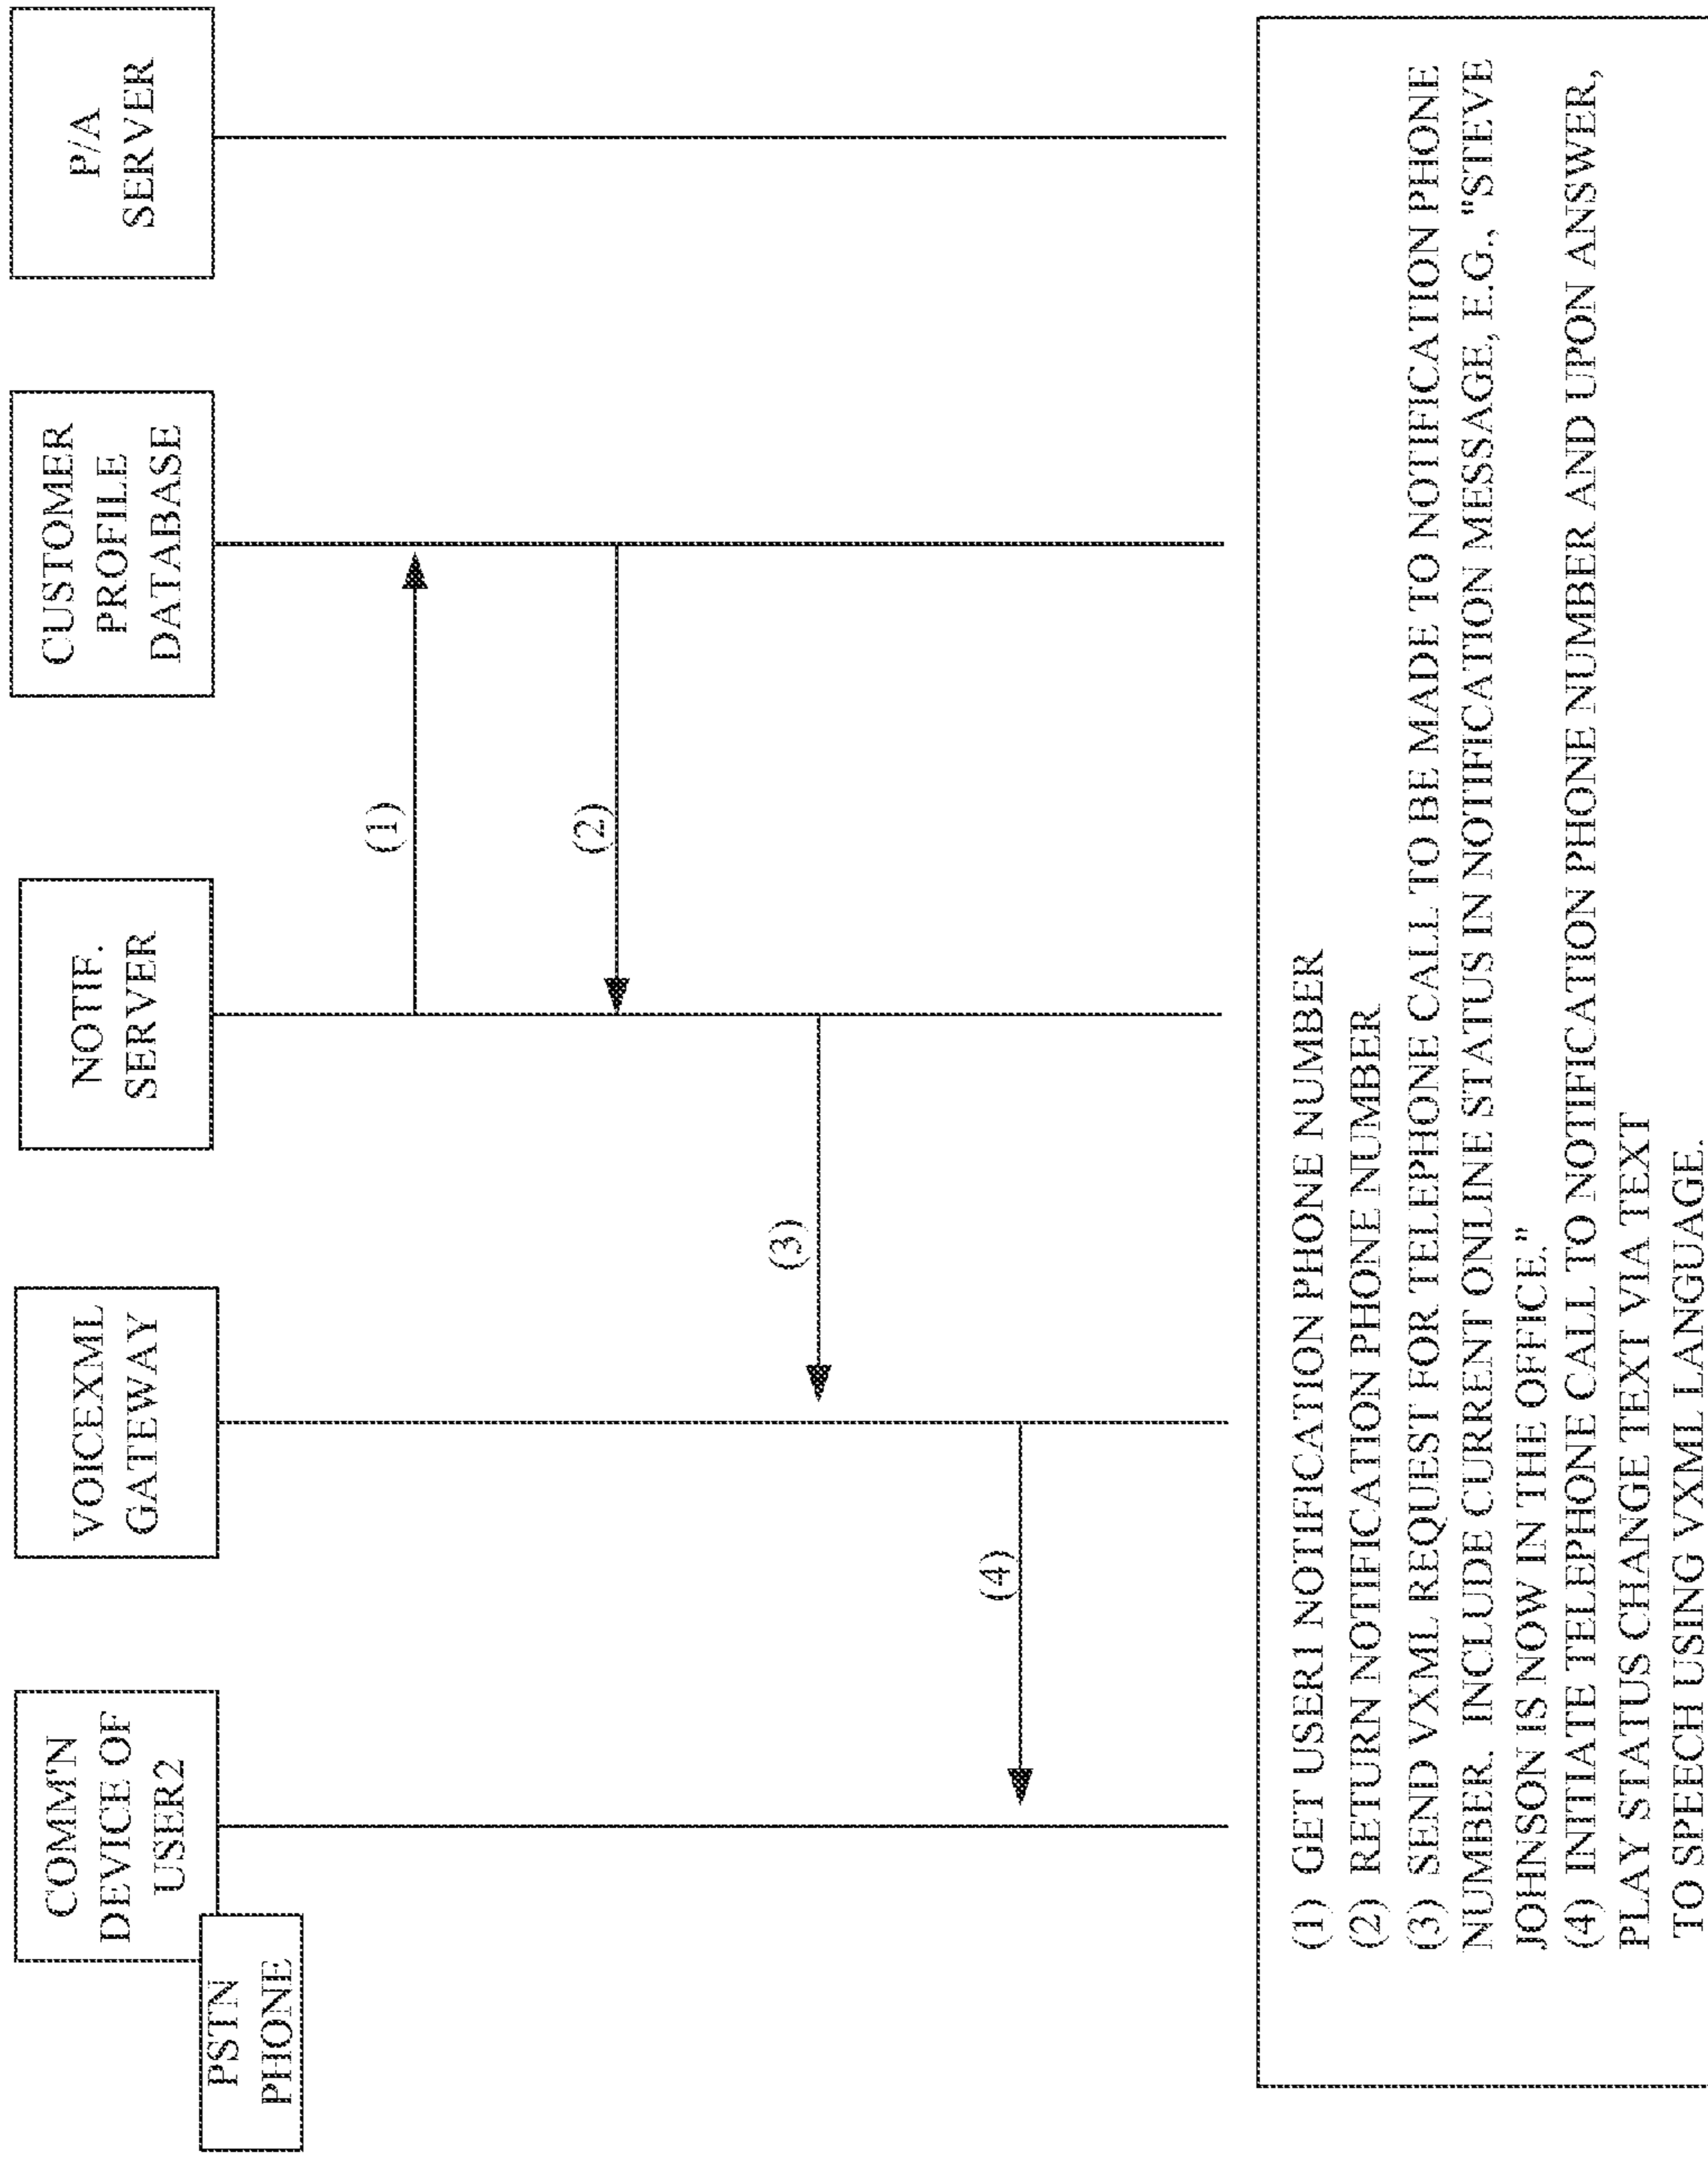 COMM'N
DEVICE OF
USER2
PSTN
PHONE
VOICEXML
GATEWAY
NOTIF.
SERVER
CUSTOMER
PROFILE
DATABASE
P/A
SERVER
(1)
(2)
(3)
(4)
(1) GET USER1 NOTIFICATION PHONE NUMBER
(2) RETURN NOTIFICATION PHONE NUMBER
(3) SEND VXML REQUEST FOR TELEPHONE CALL TO BE MADE TO NOTIFICATION PHONE
NUMBER. INCLUDE CURRENT ONLINE STATUS IN NOTIFICATION MESSAGE, E.G., "STEVE
JOHNSON IS NOW IN THE OFFICE."
(4) INITIATE TELEPHONE CALL TO NOTIFICATION PHONE NUMBER AND UPON ANSWER,
PLAY STATUS CHANGE TEXT VIA TEXT
TO SPEECH USING VXML LANGUAGE.